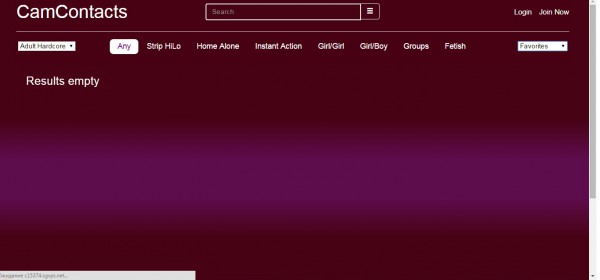 CamContacts
Search
Login Join Now
Adult Hardcore Any Strip HiLo Home Alone Instant Action Girl/Girl Girl/Boy Groups Fetish Favorites
Results empty